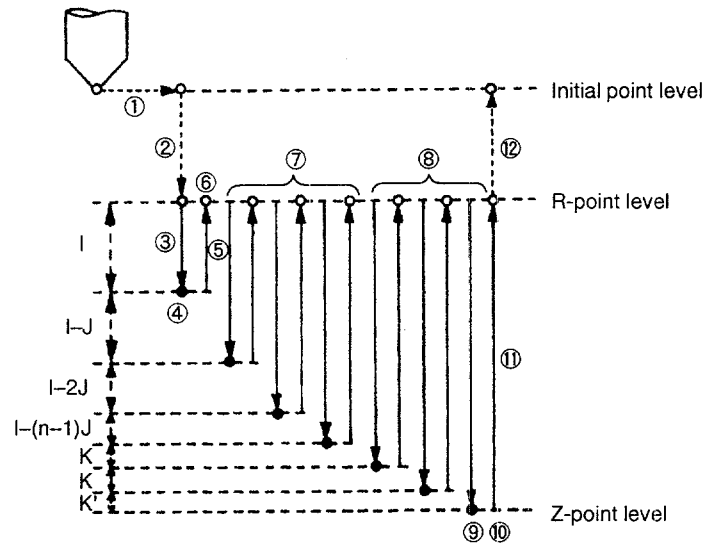 ①
Initial point level
②
⑫
⑥
⑦
⑧
R-point level
I
③
⑤
④
I–J
⑪
I–2J
I–(n–1)J
K
K
K'
⑨
⑩
Z-point level